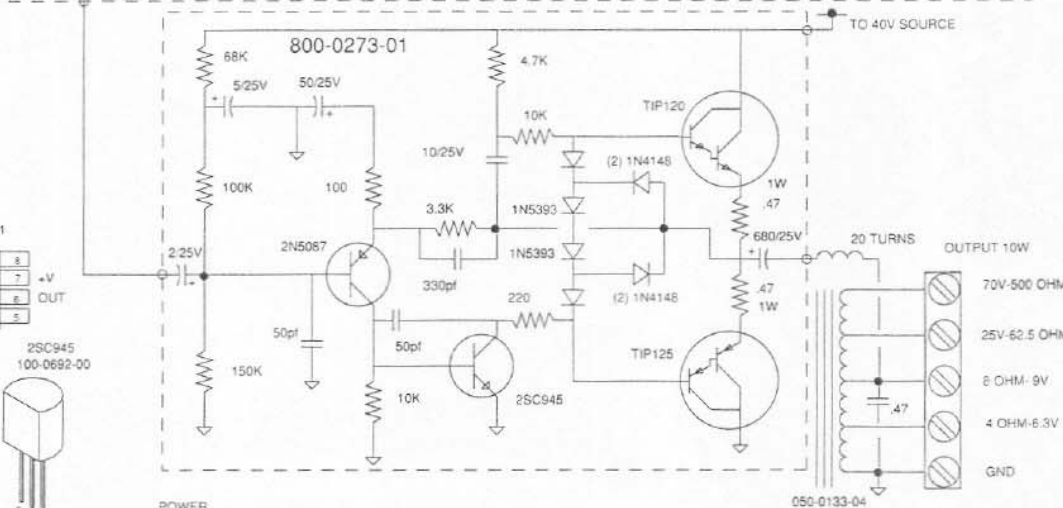 TO 40V SOURCE
800-0273-01
68K
4.7K
5/25V
50/25V
TIP120
10K
10/25V
(2) 1N4148
100K
100
1W
.47
3.3K
1N5393
1
8
2N5087
680/25V
20 TURNS
OUTPUT 10W
2/25V
1N5393
7
+V
6
OUT
5
330pf
(2) 1N4148
.47
1W
70V-500 OHM
220
50pf
50pf
25V-62.5 OHM
2SC945
100-0692-00
TIP125
150K
8 OHM-9V
10K
2SC945
.47
4 OHM-6.3V
GND
POWER
050-0133-04